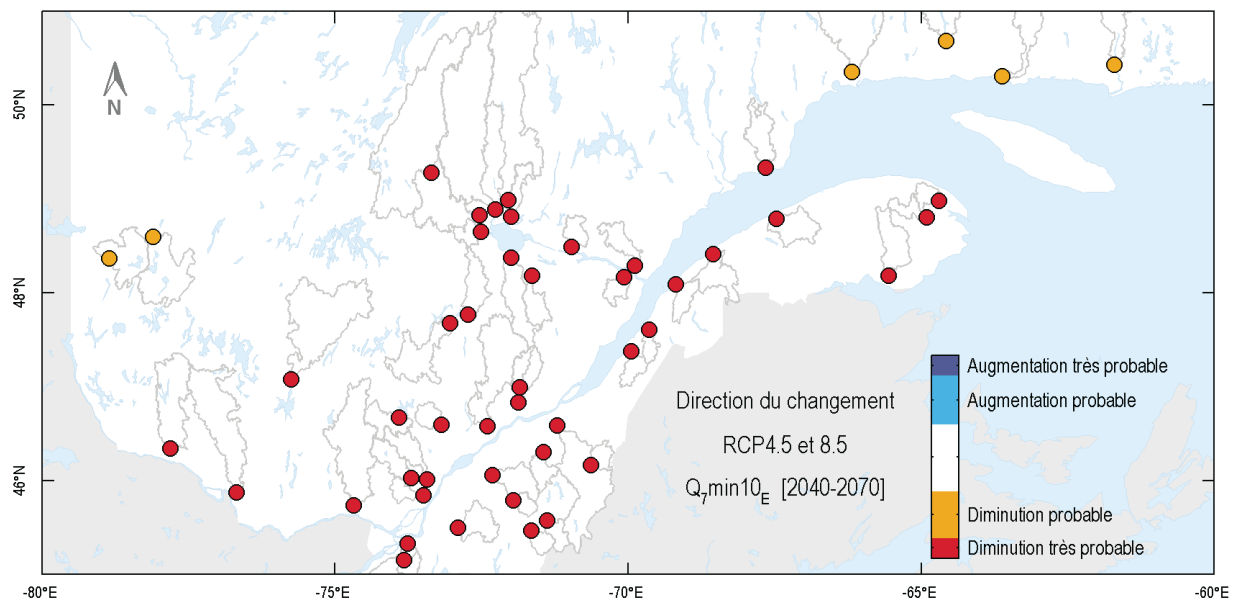 N
50°N
48°N
46°N
Direction du changement
RCP4.5 et 8.5
Q7min10E [2040-2070]
Augmentation très probable
Augmentation probable
Diminution probable
Diminution très probable
-80°E
-75°E
-70°E
-65°E
-60°E